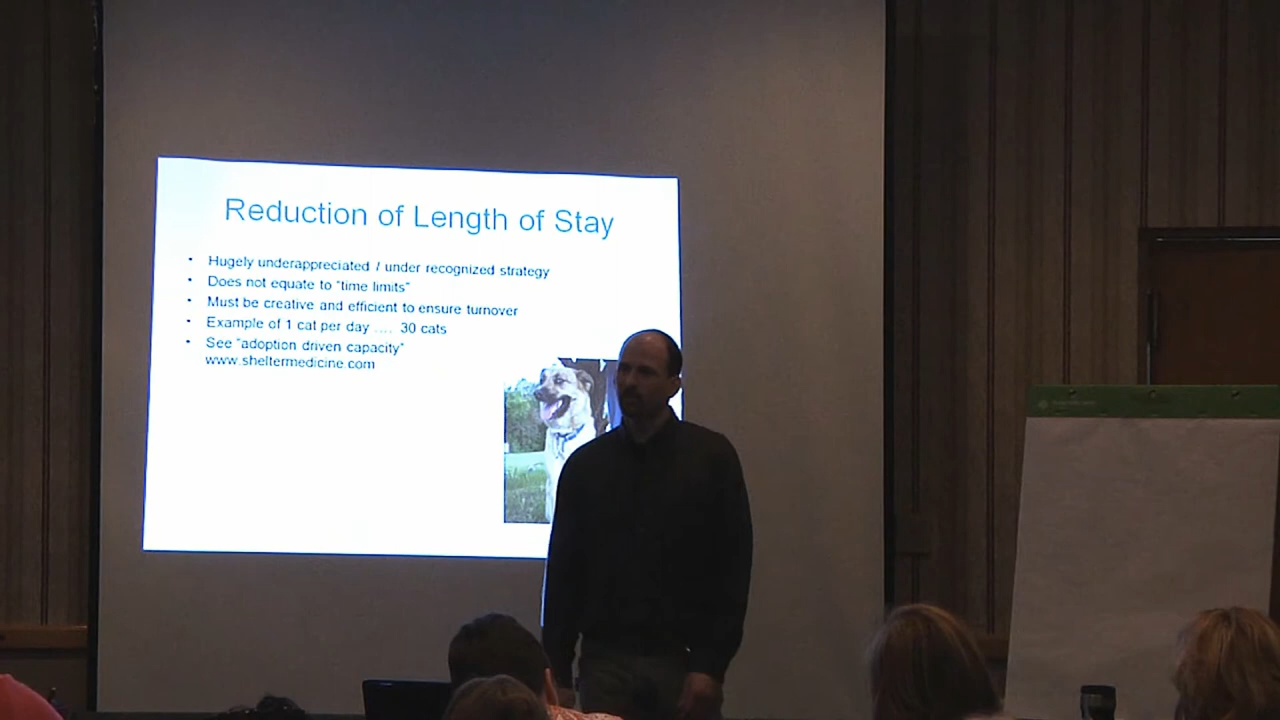 Reduction of Length of Stay
• Hugely underappreciated / under recognized strategy
• Does not equate to "time limits"
• Must be creative and efficient to ensure turnover
• Example of 1 cat per day .... 30 cats
• See "adoption driven capacity"
www.sheltermedicine.com